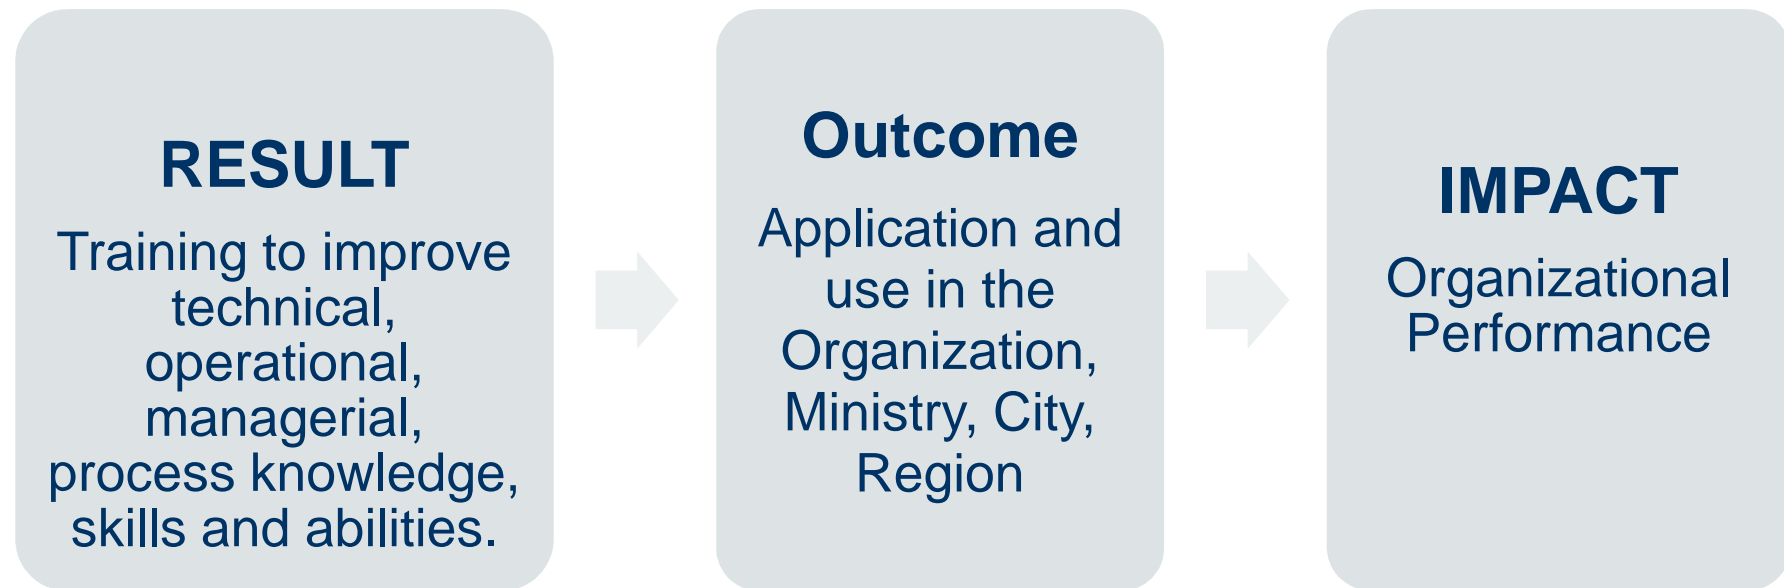 RESULT
Training to improve
technical,
operational,
managerial,
process knowledge,
skills and abilities.
Outcome
Application and
use in the
Organization,
Ministry, City,
Region
IMPACT
Organizational
Performance